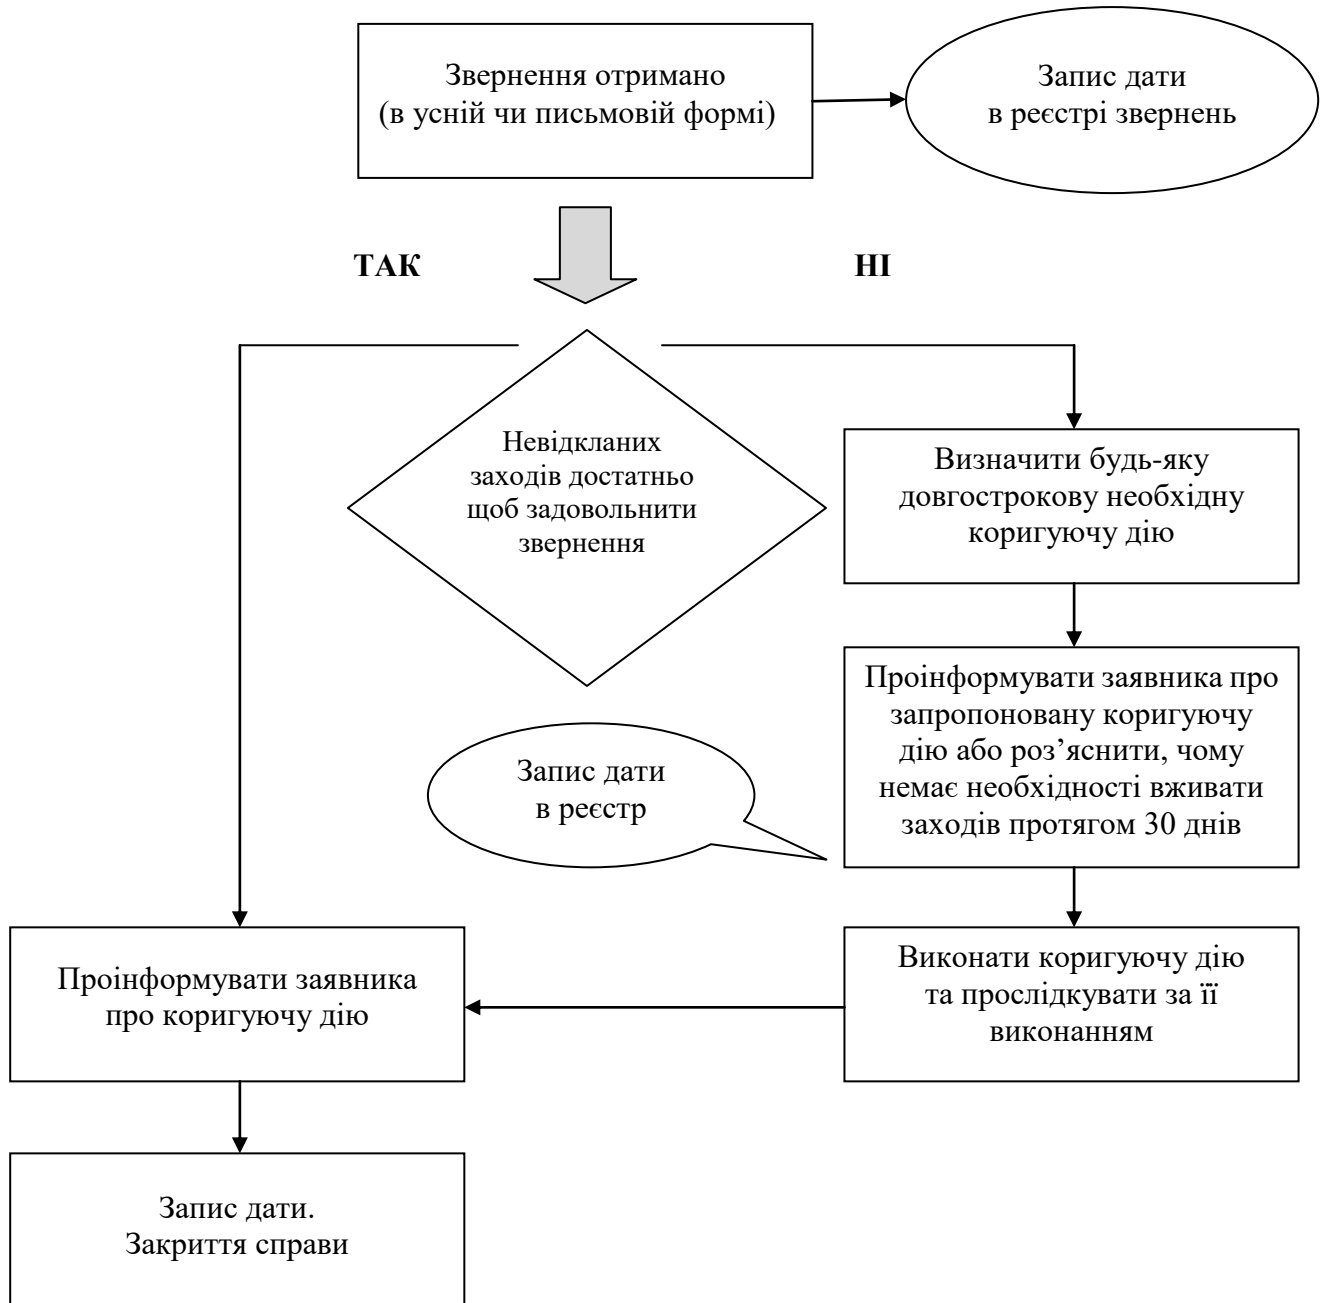 Звернення отримано
(в усній чи письмовій формі)
Запис дати
в реєстрі звернень
ТАК
НІ
Невідкланих
заходів достатньо
щоб задовольнити
звернення
Визначити будь-яку
довгострокову необхідну
коригуючу дію
Проінформувати заявника про
запропоновану коригуючу
дію або роз’яснити, чому
немає необхідності вживати
заходів протягом 30 днів
Запис дати
в реєстр
Виконати коригуючу дію
та прослідкувати за її
виконанням
Проінформувати заявника
про коригуючу дію
Запис дати.
Закриття справи